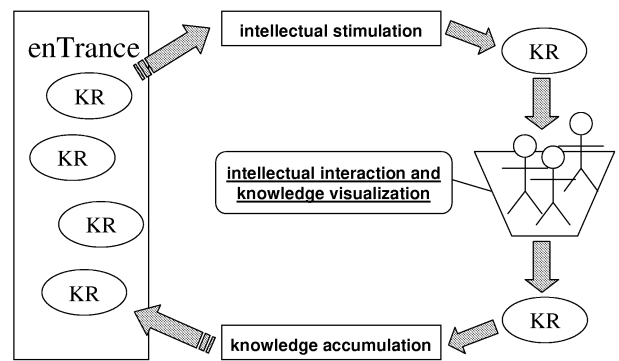 enTrance
KR
KR
KR
KR
intellectual stimulation
KR
intellectual interaction and
knowledge visualization
KR
knowledge accumulation